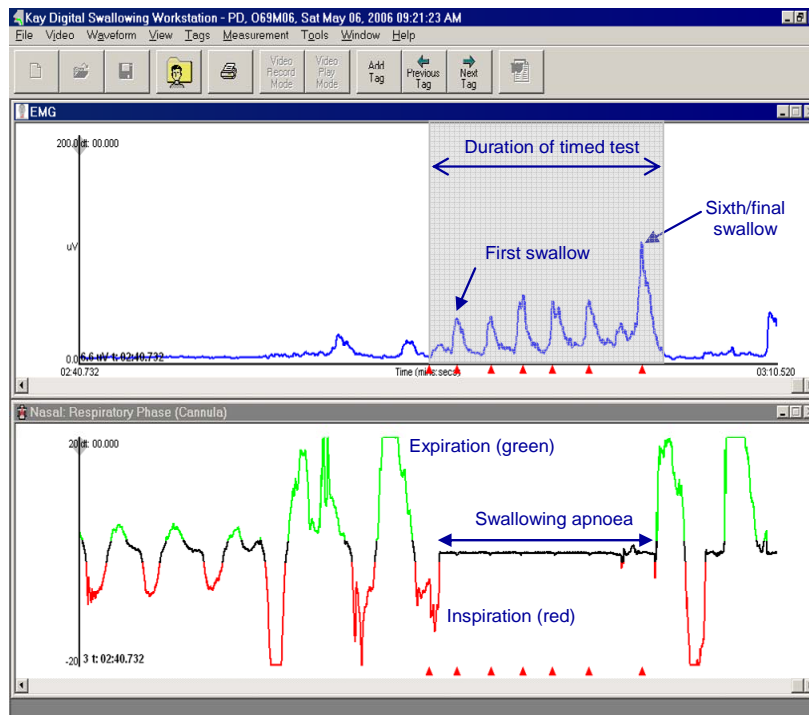 Kay Digital Swallowing Workstation - PD, O69M06, Sat May 06, 2006 09:21:23 AM
File Video Waveform View Tags Measurement Tools Window Help
Video Record Mode
Video Play Mode
Add Tag
Previous Tag
Next Tag
EMG
200.0 dt: 00.000
Duration of timed test
Sixth/final
swallow
First swallow
uV
0.0 6.6 uV t: 02:40.732
02:40.732 Time (mins:secs) 03:10.520
Nasal: Respiratory Phase (Cannula)
20 dt: 00.000
Expiration (green)
Swallowing apnoea
Inspiration (red)
-20 3 t: 02:40.732